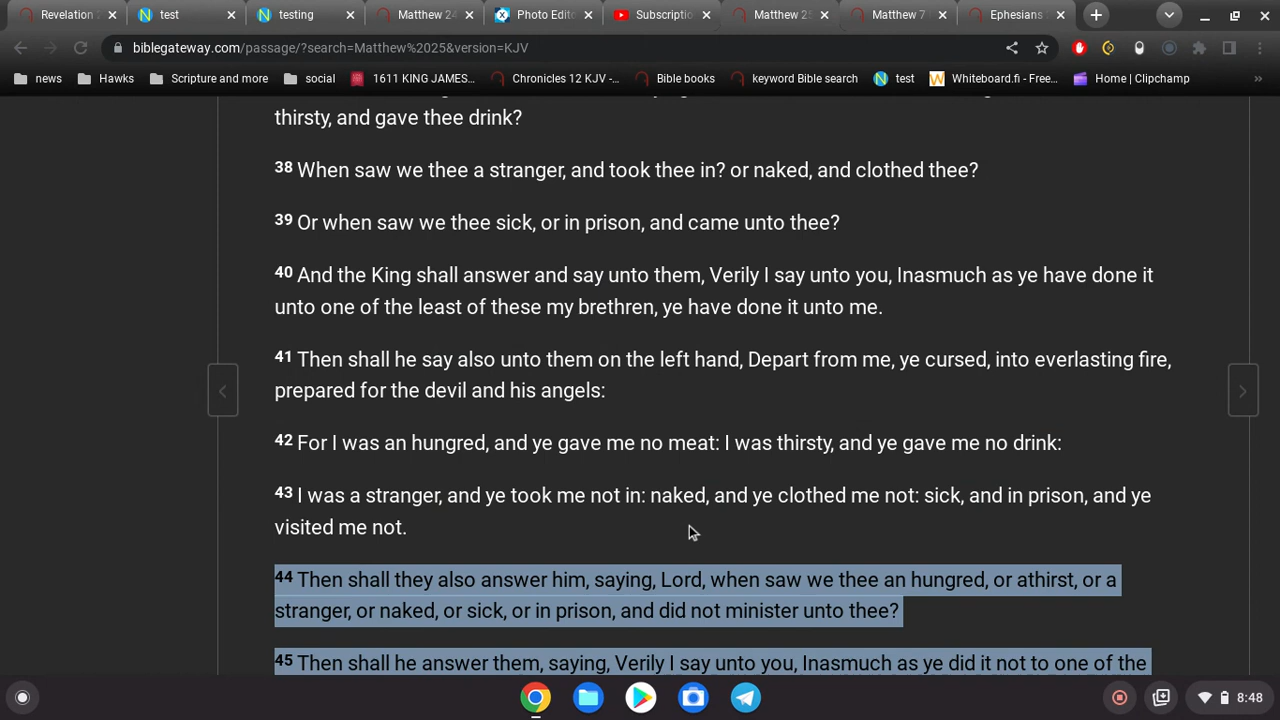 Revelation
test
testing
Matthew 24
Photo Edito
Subscriptio
Matthew 25
Matthew 7
Ephesians
biblegateway.com/passage/?search=Matthew%2025&version=KJV
news
Hawks
Scripture and more
social
1611 KING JAMES...
Chronicles 12 KJV -...
Bible books
keyword Bible search
test
Whiteboard.fi - Free...
Home | Clipchamp
thirsty, and gave thee drink?
38 When saw we thee a stranger, and took thee in? or naked, and clothed thee?
39 Or when saw we thee sick, or in prison, and came unto thee?
40 And the King shall answer and say unto them, Verily I say unto you, Inasmuch as ye have done it
unto one of the least of these my brethren, ye have done it unto me.
41 Then shall he say also unto them on the left hand, Depart from me, ye cursed, into everlasting fire,
prepared for the devil and his angels:
42 For I was an hungred, and ye gave me no meat: I was thirsty, and ye gave me no drink:
43 I was a stranger, and ye took me not in: naked, and ye clothed me not: sick, and in prison, and ye
visited me not.
44 Then shall they also answer him, saying, Lord, when saw we thee an hungred, or athirst, or a
stranger, or naked, or sick, or in prison, and did not minister unto thee?
45 Then shall he answer them, saying, Verily I say unto you, Inasmuch as ye did it not to one of the
8:48